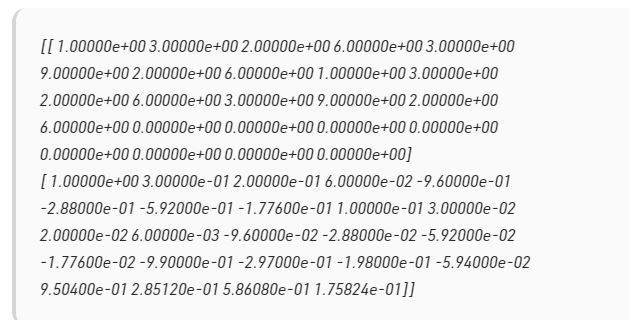 [[ 1.00000e+00 3.00000e+00 2.00000e+00 6.00000e+00 3.00000e+00
9.00000e+00 2.00000e+00 6.00000e+00 1.00000e+00 3.00000e+00
2.00000e+00 6.00000e+00 3.00000e+00 9.00000e+00 2.00000e+00
6.00000e+00 0.00000e+00 0.00000e+00 0.00000e+00 0.00000e+00
0.00000e+00 0.00000e+00 0.00000e+00 0.00000e+00]
[ 1.00000e+00 3.00000e-01 2.00000e-01 6.00000e-02 -9.60000e-01
-2.88000e-01 -5.92000e-01 -1.77600e-01 1.00000e-01 3.00000e-02
2.00000e-02 6.00000e-03 -9.60000e-02 -2.88000e-02 -5.92000e-02
-1.77600e-02 -9.90000e-01 -2.97000e-01 -1.98000e-01 -5.94000e-02
9.50400e-01 2.85120e-01 5.86080e-01 1.75824e-01]]